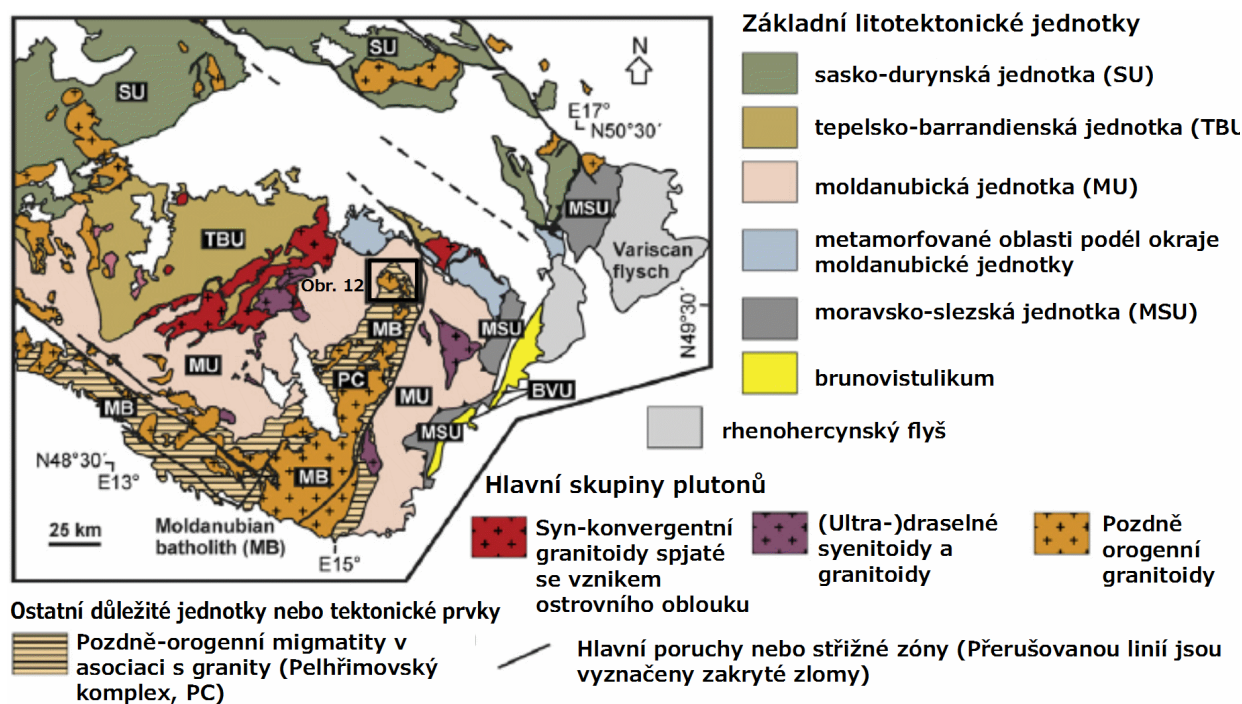 SU
SU
N
E17°
N50°30´
MSU
TBU
Variscan
flysch
Obr. 12
MB
MSU
N49°30´
MU
PC
MU
MB
BVU
MSU
N48°30´
E13°
MB
25 km
Moldanubian
batholith (MB)
E15°
Základní litotektonické jednotky
sasko-durynská jednotka (SU)
tepelsko-barrandienská jednotka (TBU
moldanubická jednotka (MU)
metamorfované oblasti podél okraje
moldanubické jednotky
moravsko-slezská jednotka (MSU)
brunovistulikum
rhenohercynský flyš
Hlavní skupiny plutonů
Syn-konvergentní
granitoidy spjaté
se vznikem
ostrovního oblouku
(Ultra-)draselné
syenitoidy a
granitoidy
Pozdně
orogenní
granitoidy
Ostatní důležité jednotky nebo tektonické prvky
Pozdně-orogenní migmatity v
asociaci s granity (Pelhřimovský
komplex, PC)
Hlavní poruchy nebo střižné zóny (Přerušovanou linií jsou
vyznačeny zakryté zlomy)